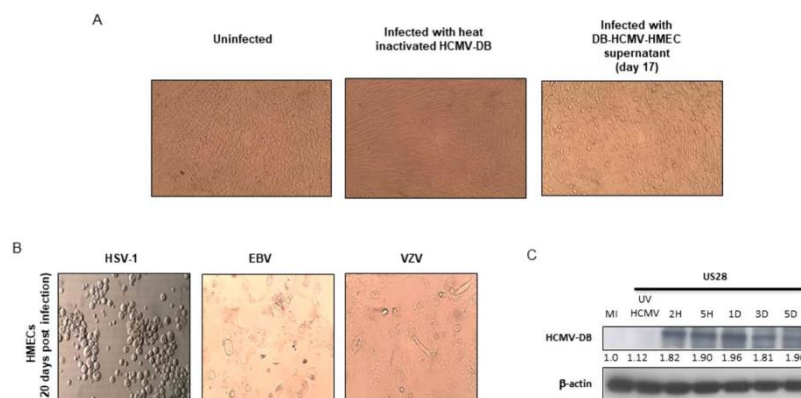 A
Uninfected
Infected with heat
inactivated HCMV-DB
Infected with
DB-HCMV-HMEC
supernatant
(day 17)
B
HSV-1
EBV
VZV
HMECs
20 days post infection)
C
US28
MI
UV
HCMV
2H
5H
1D
3D
5D
HCMV-DB
1.0
1.12
1.82
1.90
1.96
1.81
β-actin